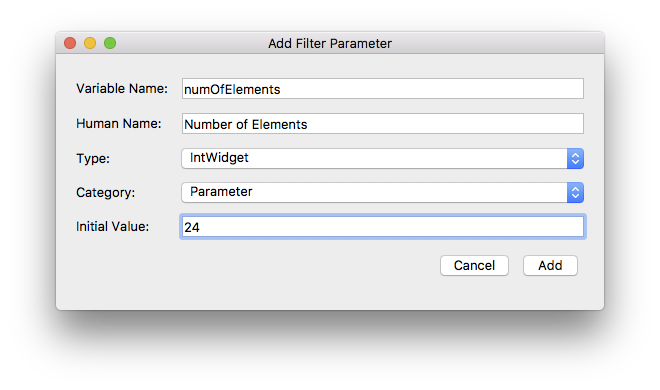 Add Filter Parameter
Variable Name: numOfElements
Human Name: Number of Elements
Type: IntWidget
Category: Parameter
Initial Value: 24
Cancel Add